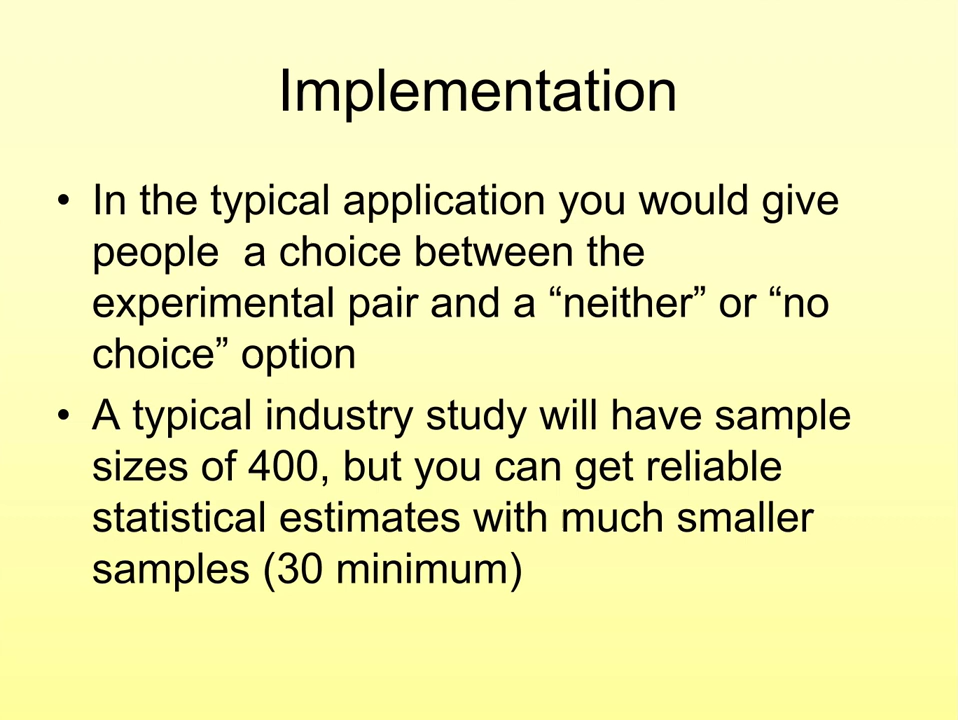 Implementation
• In the typical application you would give
people  a choice between the
experimental pair and a “neither” or “no
choice” option
• A typical industry study will have sample
sizes of 400, but you can get reliable
statistical estimates with much smaller
samples (30 minimum)